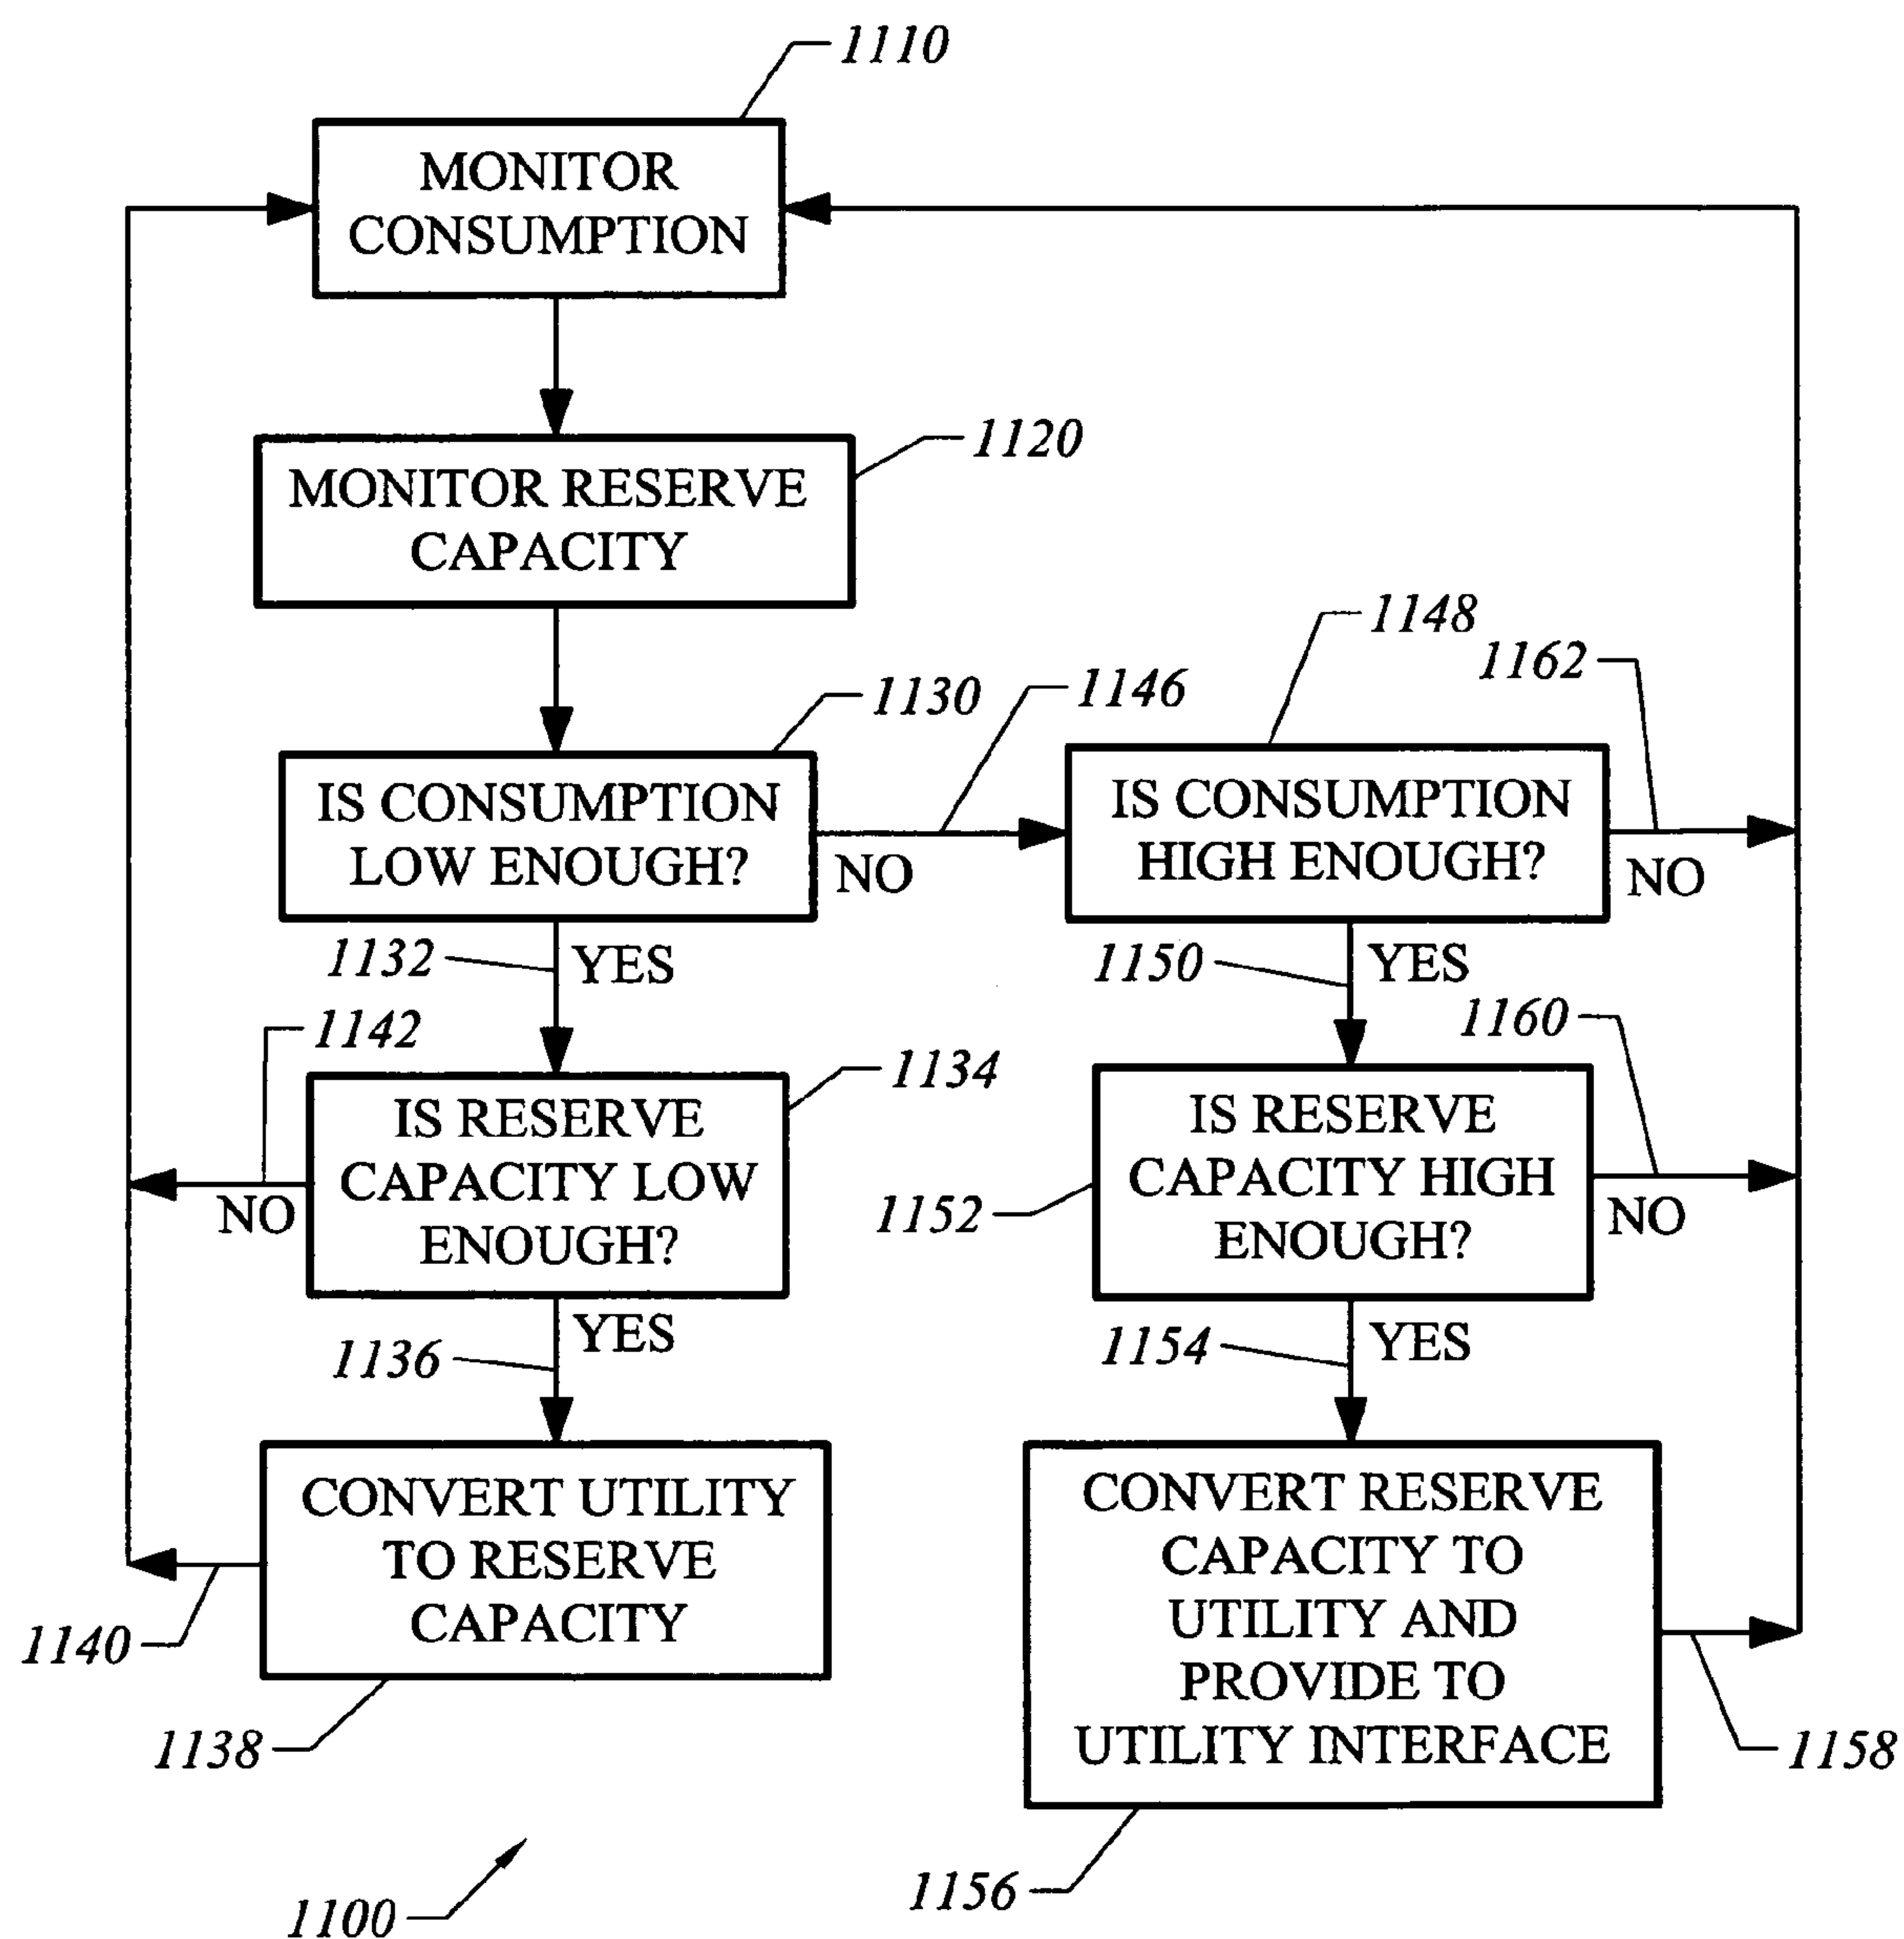 1110
MONITOR
CONSUMPTION
1120
MONITOR RESERVE
CAPACITY
1148
1162
1130
1146
IS CONSUMPTION
LOW ENOUGH?
NO
IS CONSUMPTION
HIGH ENOUGH?
NO
1132
YES
1150
YES
1142
1160
1134
IS RESERVE
CAPACITY LOW
ENOUGH?
NO
IS RESERVE
CAPACITY HIGH
ENOUGH?
1152
NO
1136
YES
1154
YES
CONVERT UTILITY
TO RESERVE
CAPACITY
1140
1138
CONVERT RESERVE
CAPACITY TO
UTILITY AND
PROVIDE TO
UTILITY INTERFACE
1158
1156
1100